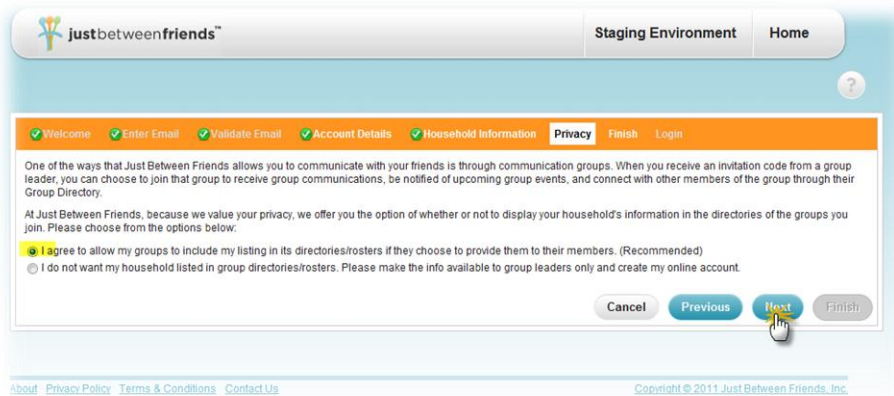 justbetweenfriends™
Staging Environment Home
?
Welcome Enter Email Validate Email Account Details Household Information Privacy Finish Login
One of the ways that Just Between Friends allows you to communicate with your friends is through communication groups. When you receive an invitation code from a group
leader, you can choose to join that group to receive group communications, be notified of upcoming group events, and connect with other members of the group through their
Group Directory.
At Just Between Friends, because we value your privacy, we offer you the option of whether or not to display your household's information in the directories of the groups you
join. Please choose from the options below:
I agree to allow my groups to include my listing in its directories/rosters if they choose to provide them to their members. (Recommended)
I do not want my household listed in group directories/rosters. Please make the info available to group leaders only and create my online account.
Cancel Previous Next Finish
About Privacy Policy Terms & Conditions Contact Us Copyright © 2011 Just Between Friends, Inc.